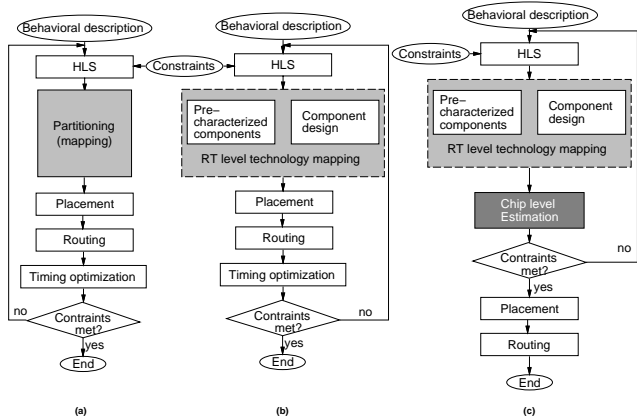 Behavioral description
HLS
Partitioning
(mapping)
Placement
Routing
Timing optimization
no
Contraints
met?
yes
End
(a)
Constraints
Behavioral description
HLS
Pre–
characterized
components
Component
design
RT level technology mapping
Placement
Routing
Timing optimization
Contraints
met?
no
yes
End
(b)
Behavioral description
Constraints
HLS
Pre–
characterized
components
Component
design
RT level technology mapping
Chip level
Estimation
no
Contraints
met?
yes
Placement
Routing
End
(c)